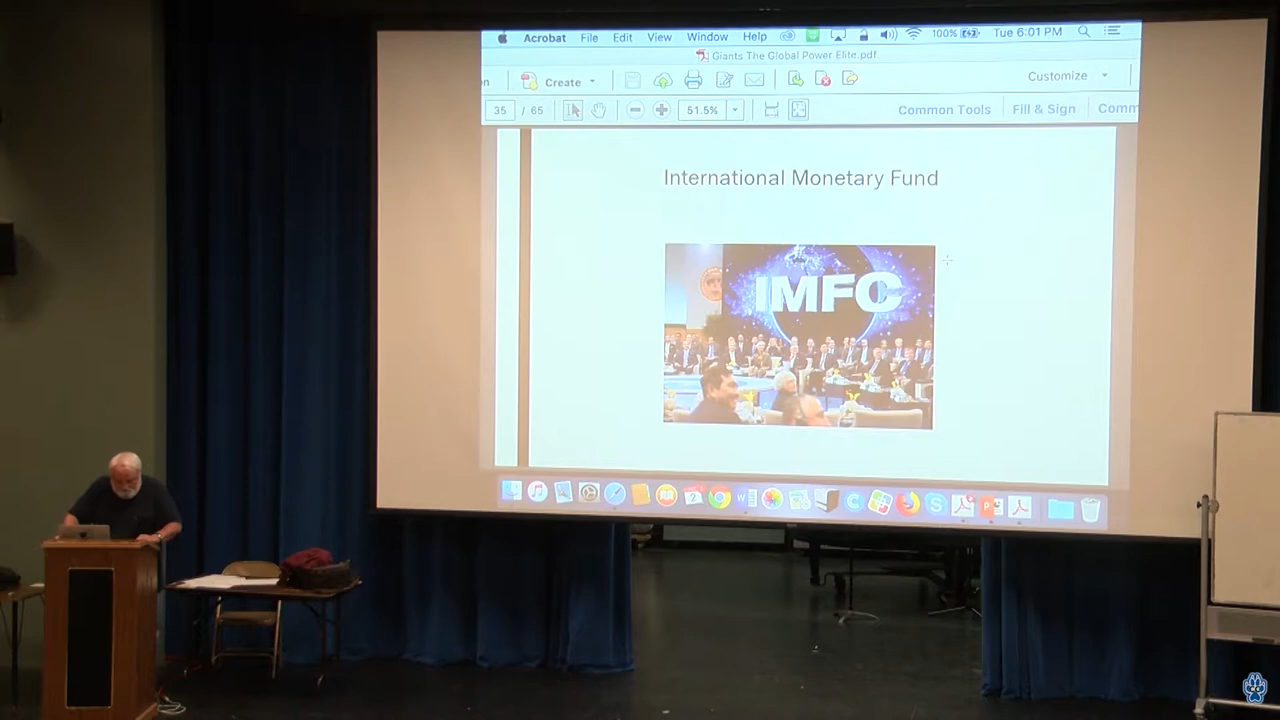 Acrobat File Edit View Window Help 100% Tue 6:01 PM
Giants The Global Power Elite.pdf
Create Customize
35 / 65 51.5% Common Tools Fill & Sign Comm
International Monetary Fund
IMFC